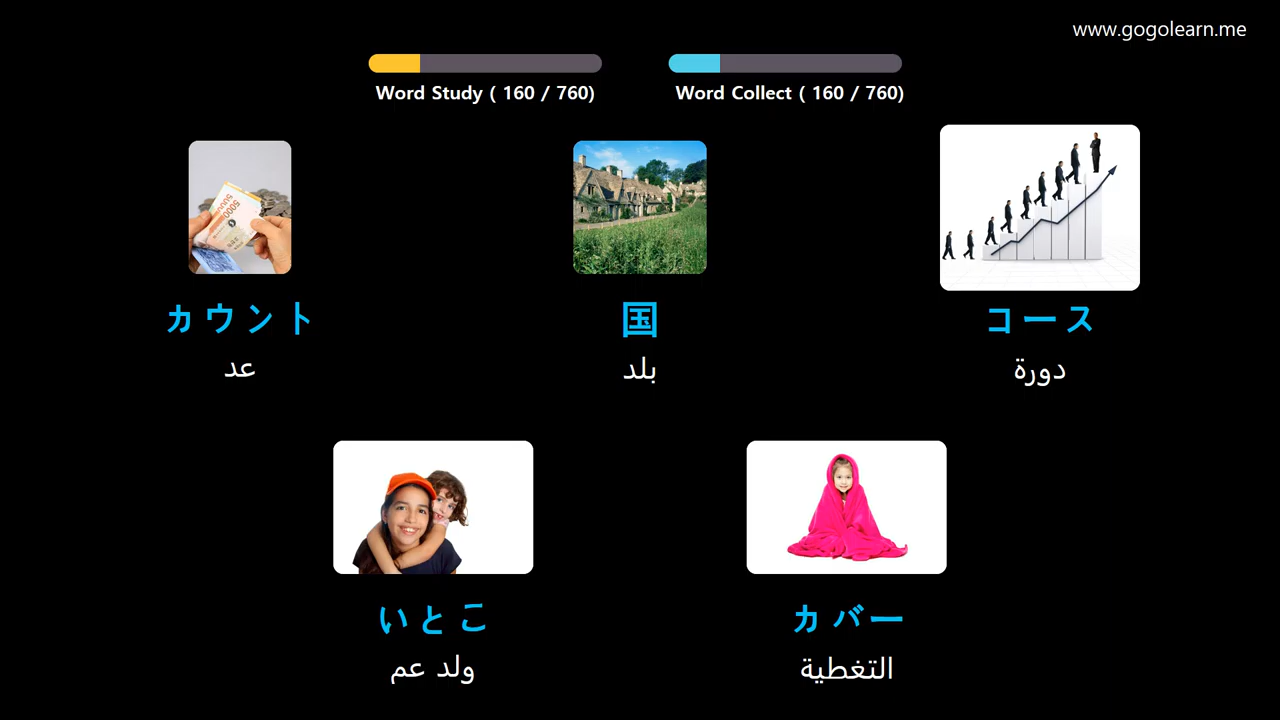 www.gogolearn.me
Word Study ( 160 / 760)
Word Collect ( 160 / 760)
カウント
عد
国
بلد
コース
دورة
いとこ
ولد عم
カバー
التغطية